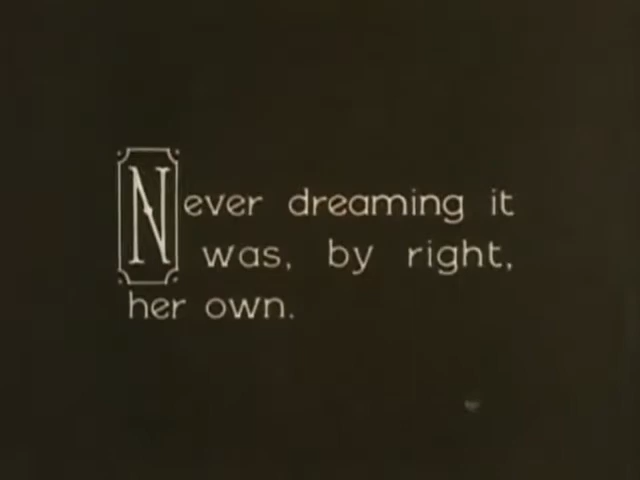 Never dreaming it
was, by right,
her own.